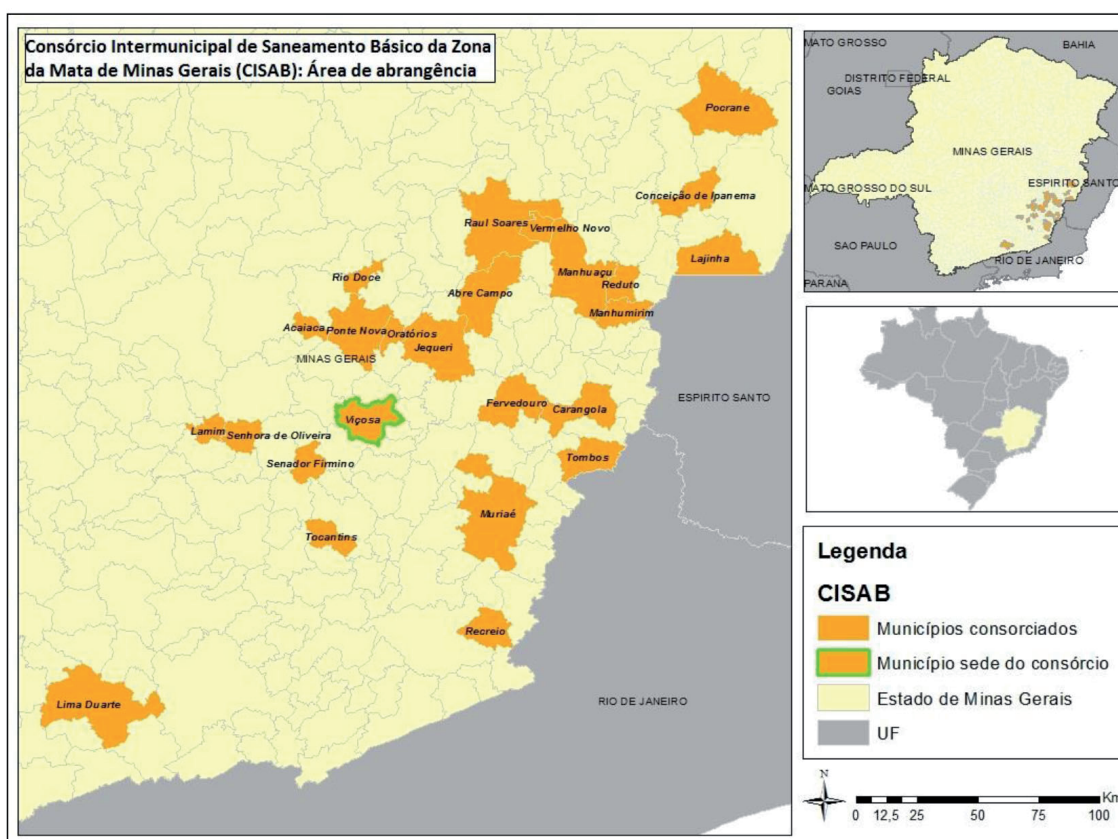 Consórcio Intermunicipal de Saneamento Básico da Zona
da Mata de Minas Gerais (CISAB): Área de abrangência
Pocrane
Conceição de Ipanema
Raul Soares
Vermelho Novo
Lajinha
Rio Doce
Manhuaçu
Reduto
Abre Campo
Manhumirim
Acaiaca
Ponte Nova
Oratórios
Jequeri
MINAS GERAIS
ESPIRITO SANTO
Fervedouro
Carangola
Viçosa
Lamim
Senhora de Oliveira
Senador Firmino
Tombos
Muriaé
Tocantins
Recreio
Lima Duarte
RIO DE JANEIRO
MATO GROSSO
BAHIA
DISTRITO FEDERAL
GOIAS
MINAS GERAIS
ESPIRITO SANTO
MATO GROSSO DO SUL
SAO PAULO
RIO DE JANEIRO
PARANA
Legenda
CISAB
Municípios consorciados
Município sede do consórcio
Estado de Minas Gerais
UF
N
Km
0 12,5 25 50 75 100